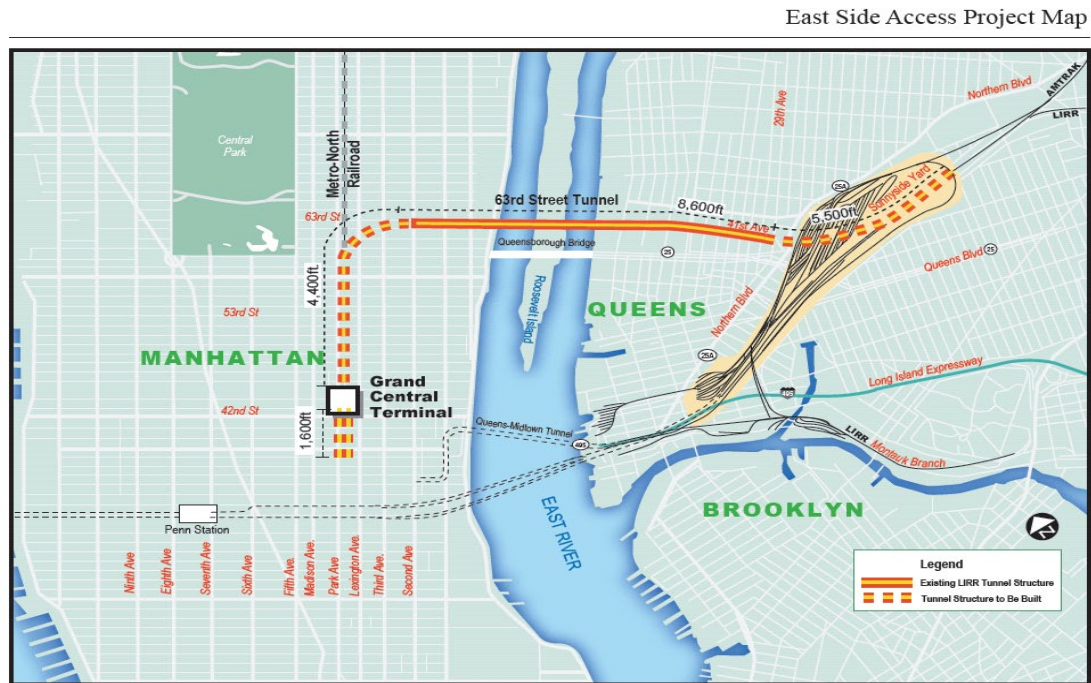 East Side Access Project Map
Northern Blvd
AMTRAK
LIRR
29th Ave
Central
Park
Metro-North
Railroad
25A
Sunnyside Yard
63rd St
63rd Street Tunnel
8,600ft
5,500ft
41st Ave
Queensborough Bridge
25
25
Queens Blvd
4,400ft.
Roosevelt Island
53rd St
QUEENS
Northern Blvd
MANHATTAN
25A
Long Island Expressway
Grand
Central
Terminal
495
42nd St
1,600ft.
Queens-Midtown Tunnel
495
LIRR
Montauk Branch
EAST RIVER
BROOKLYN
Penn Station
Ninth Ave
Eighth Ave
Seventh Ave
Sixth Ave
Fifth Ave.
Madison Ave.
Park Ave
Lexington Ave.
Third Ave.
Second Ave
N
Legend
Existing LIRR Tunnel Structure
Tunnel Structure to Be Built